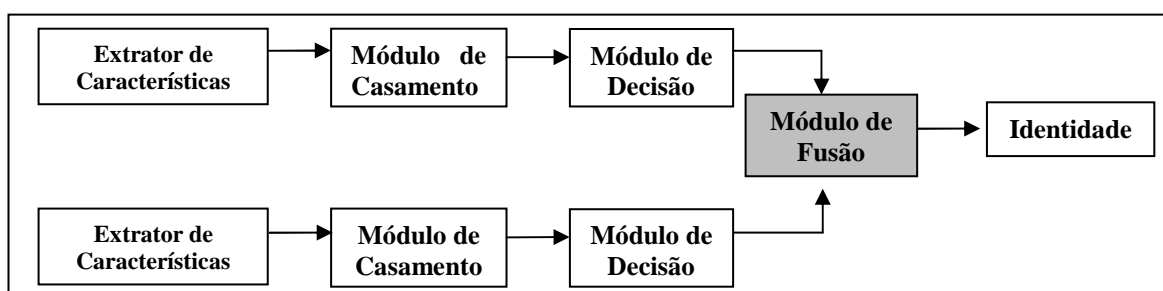 Extrator de
Características
Módulo de
Casamento
Módulo de
Decisão
Módulo de
Fusão
Identidade
Extrator de
Características
Módulo de
Casamento
Módulo de
Decisão